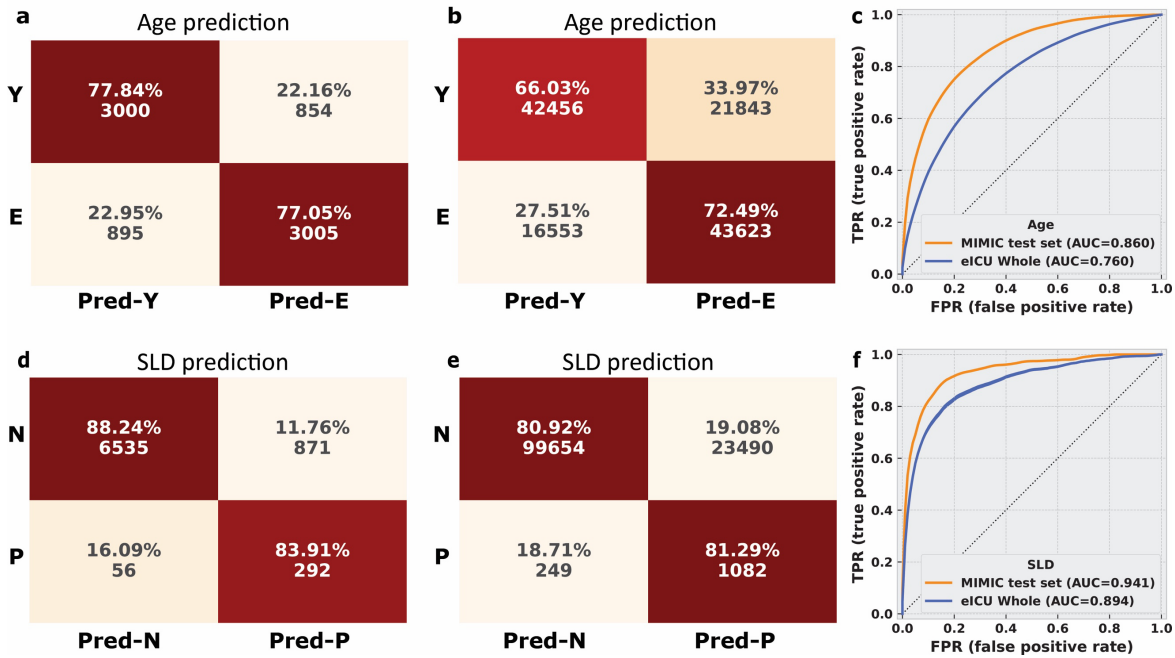 a
Age prediction
Y
77.84%
3000
22.16%
854
E
22.95%
895
77.05%
3005
Pred-Y
Pred-E
b
Age prediction
Y
66.03%
42456
33.97%
21843
E
27.51%
16553
72.49%
43623
Pred-Y
Pred-E
c
TPR (true positive rate)
1.0
0.8
0.6
0.4
0.2
0.0
Age
MIMIC test set (AUC=0.860)
eICU Whole (AUC=0.760)
0.0 0.2 0.4 0.6 0.8 1.0
FPR (false positive rate)
d
SLD prediction
N
88.24%
6535
11.76%
871
P
16.09%
56
83.91%
292
Pred-N
Pred-P
e
SLD prediction
N
80.92%
99654
19.08%
23490
P
18.71%
249
81.29%
1082
Pred-N
Pred-P
f
TPR (true positive rate)
1.0
0.8
0.6
0.4
0.2
0.0
SLD
MIMIC test set (AUC=0.941)
eICU Whole (AUC=0.894)
0.0 0.2 0.4 0.6 0.8 1.0
FPR (false positive rate)